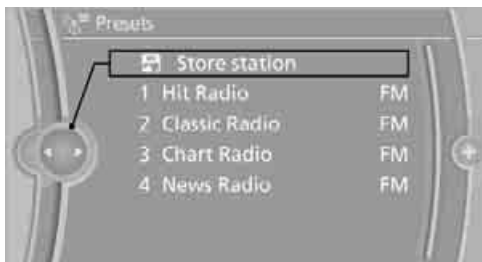 Presets
Store station
1 Hit Radio FM
2 Classic Radio FM
3 Chart Radio FM
4 News Radio FM